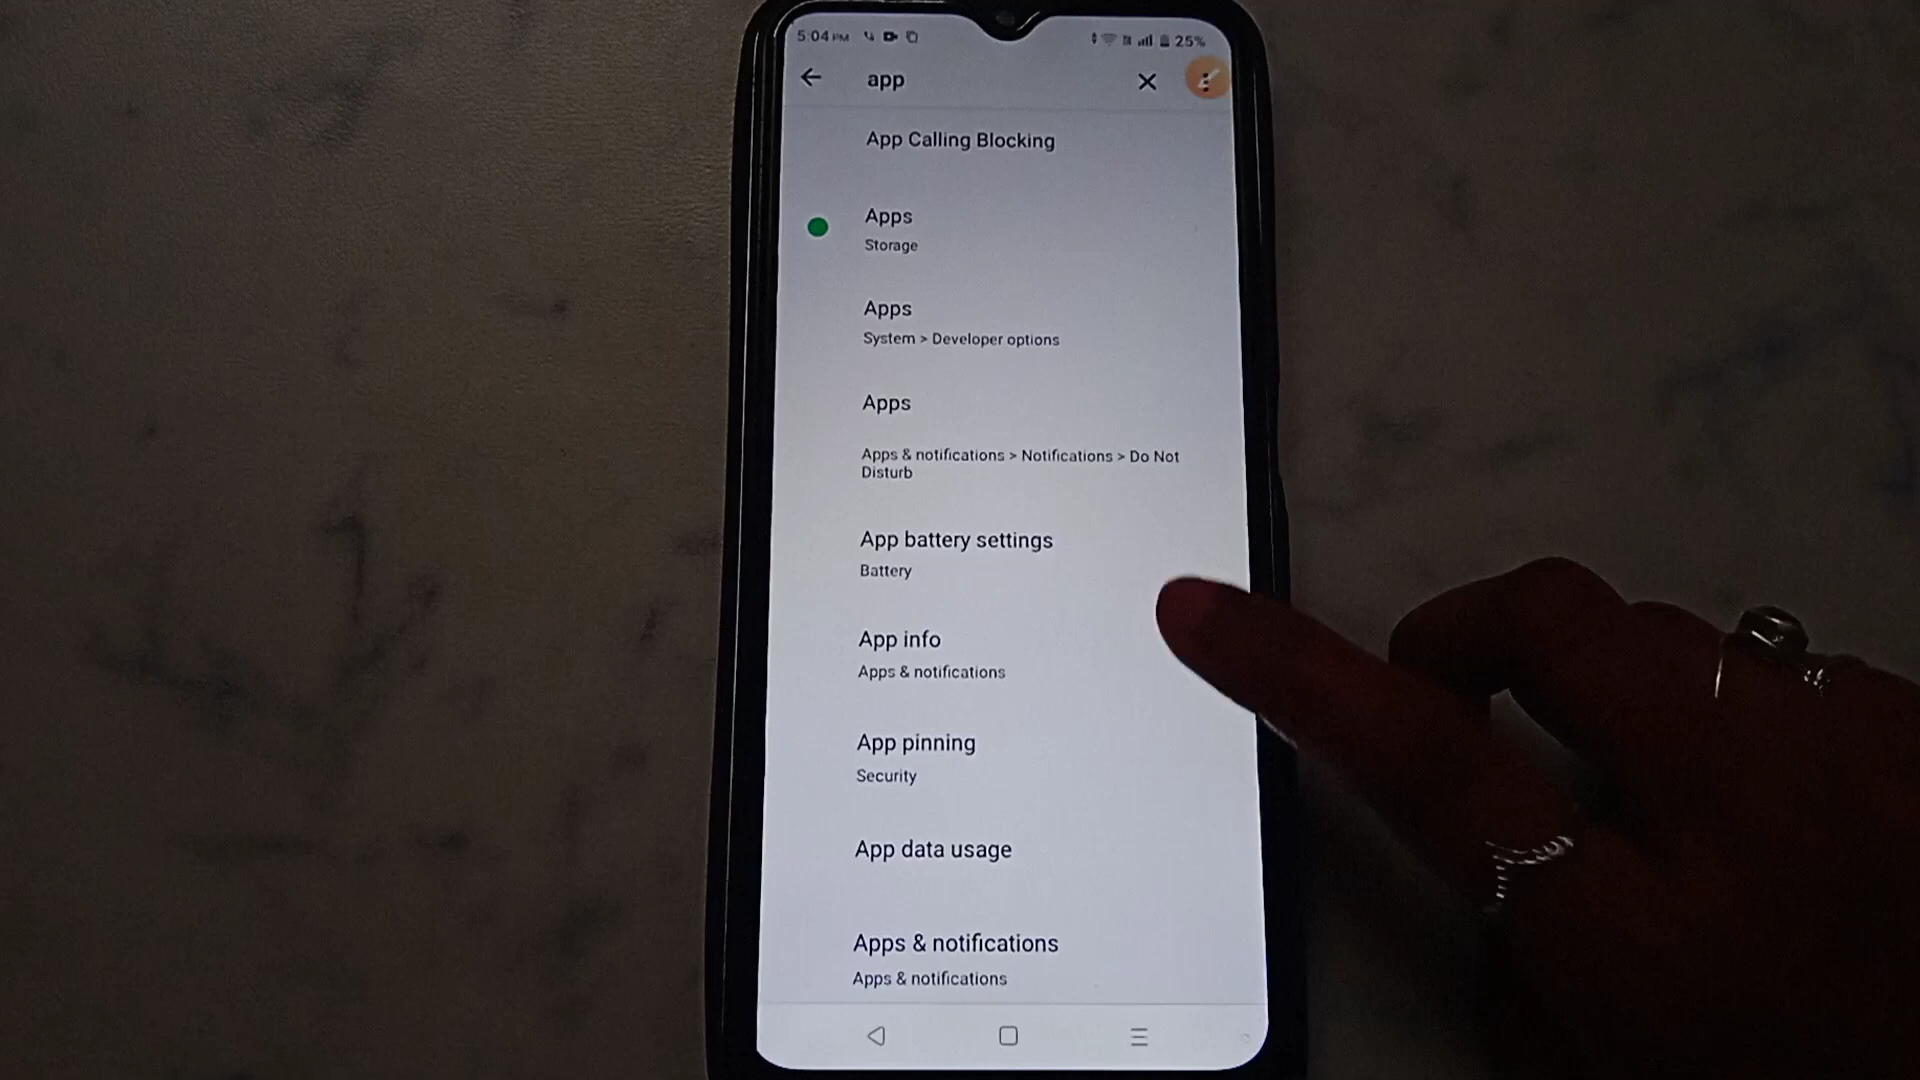 5:04 PM
25%
app
App Calling Blocking
Apps
Storage
Apps
System > Developer options
Apps
Apps & notifications > Notifications > Do Not
Disturb
App battery settings
Battery
App info
Apps & notifications
App pinning
Security
App data usage
Apps & notifications
Apps & notifications